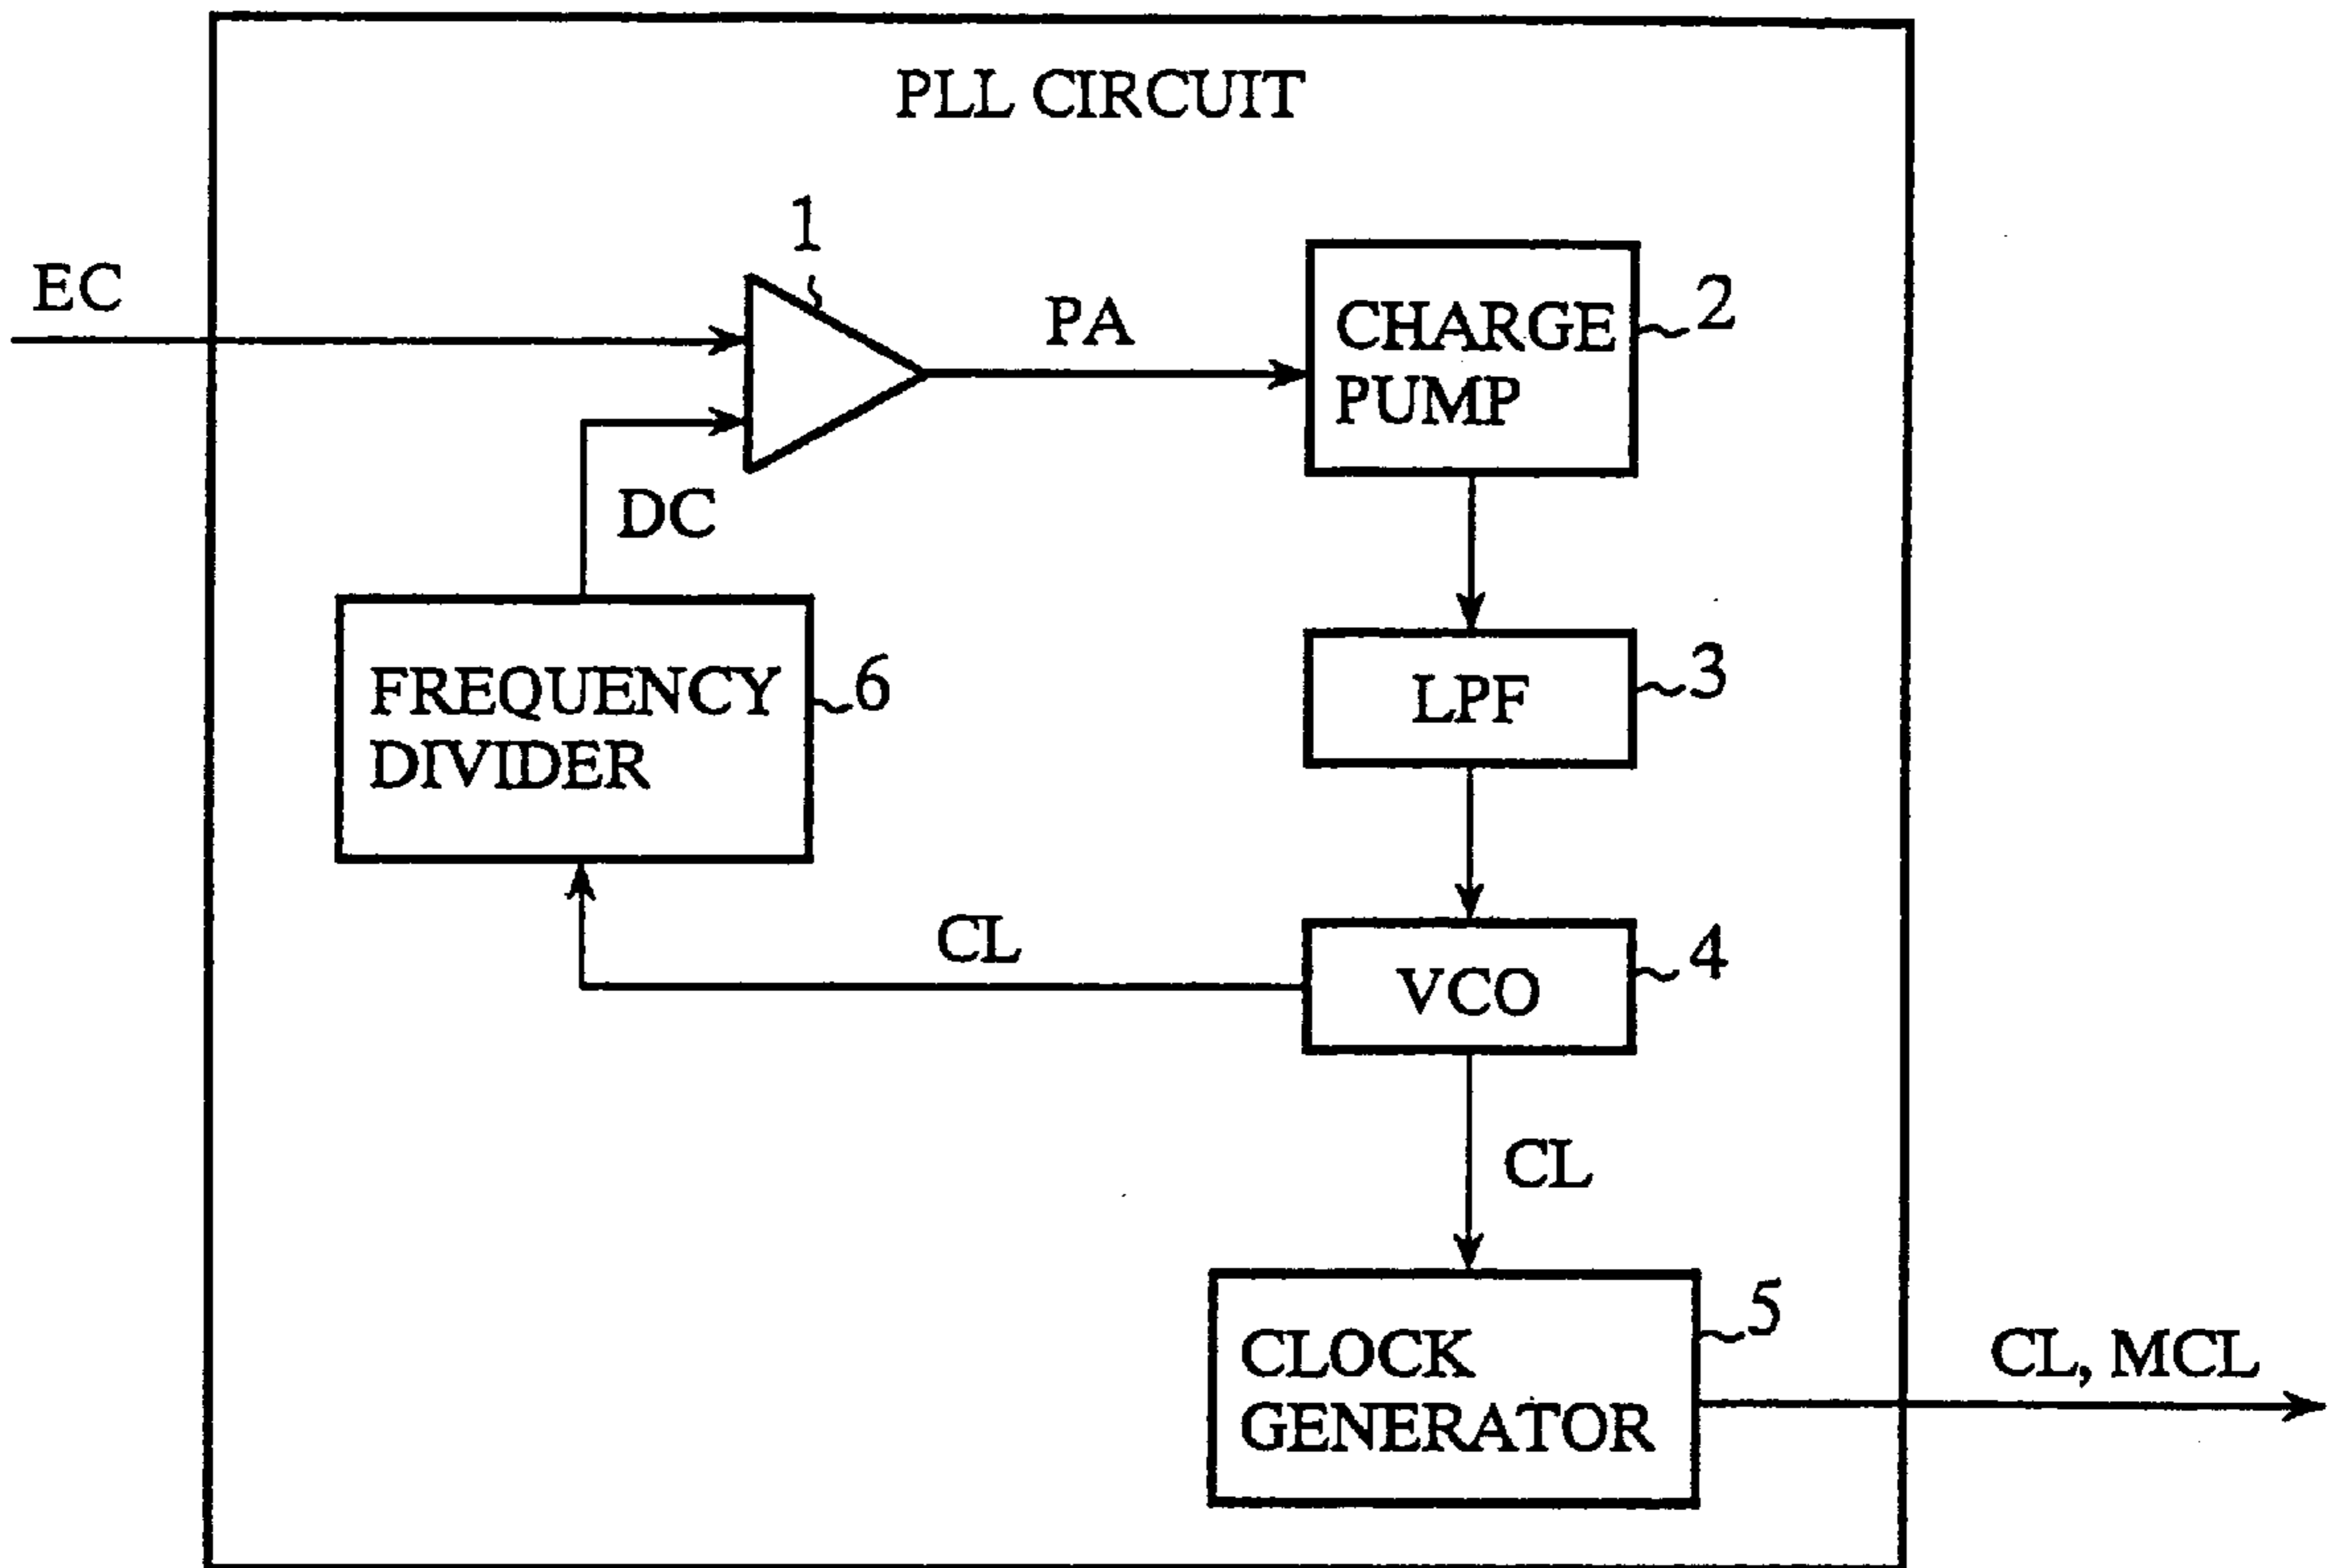 PLL CIRCUIT
1
EC
PA
CHARGE
PUMP
2
DC
FREQUENCY
DIVIDER
6
LPF
3
CL
VCO
4
CL
CLOCK
GENERATOR
5
CL, MCL